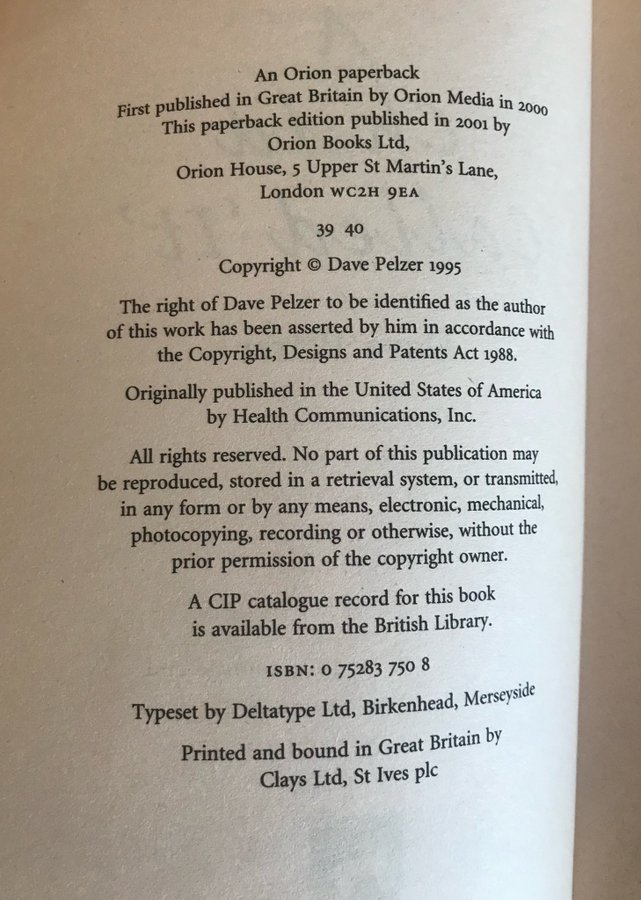 An Orion paperback
First published in Great Britain by Orion Media in 2000
This paperback edition published in 2001 by
Orion Books Ltd,
Orion House, 5 Upper St Martin's Lane,
London WC2H 9EA
39 40
Copyright © Dave Pelzer 1995
The right of Dave Pelzer to be identified as the author
of this work has been asserted by him in accordance with
the Copyright, Designs and Patents Act 1988.
Originally published in the United States of America
by Health Communications, Inc.
All rights reserved. No part of this publication may
be reproduced, stored in a retrieval system, or transmitted,
in any form or by any means, electronic, mechanical,
photocopying, recording or otherwise, without the
prior permission of the copyright owner.
A CIP catalogue record for this book
is available from the British Library.
ISBN: 0 75283 750 8
Typeset by Deltatype Ltd, Birkenhead, Merseyside
Printed and bound in Great Britain by
Clays Ltd, St Ives plc